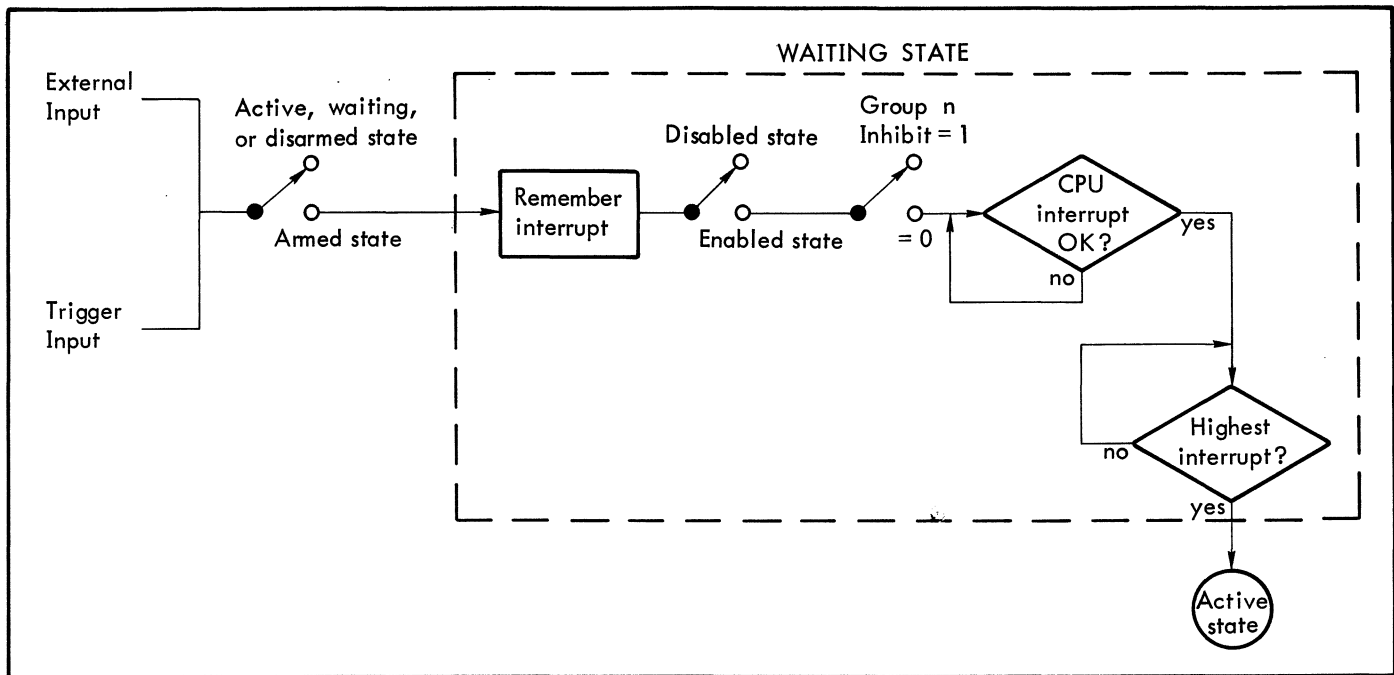 WAITING STATE
External
Input
Active, waiting,
or disarmed state
Armed state
Trigger
Input
Remember
interrupt
Disabled state
Enabled state
Group n
Inhibit = 1
= 0
CPU
interrupt
OK?
yes
no
Highest
interrupt?
no
yes
Active
state